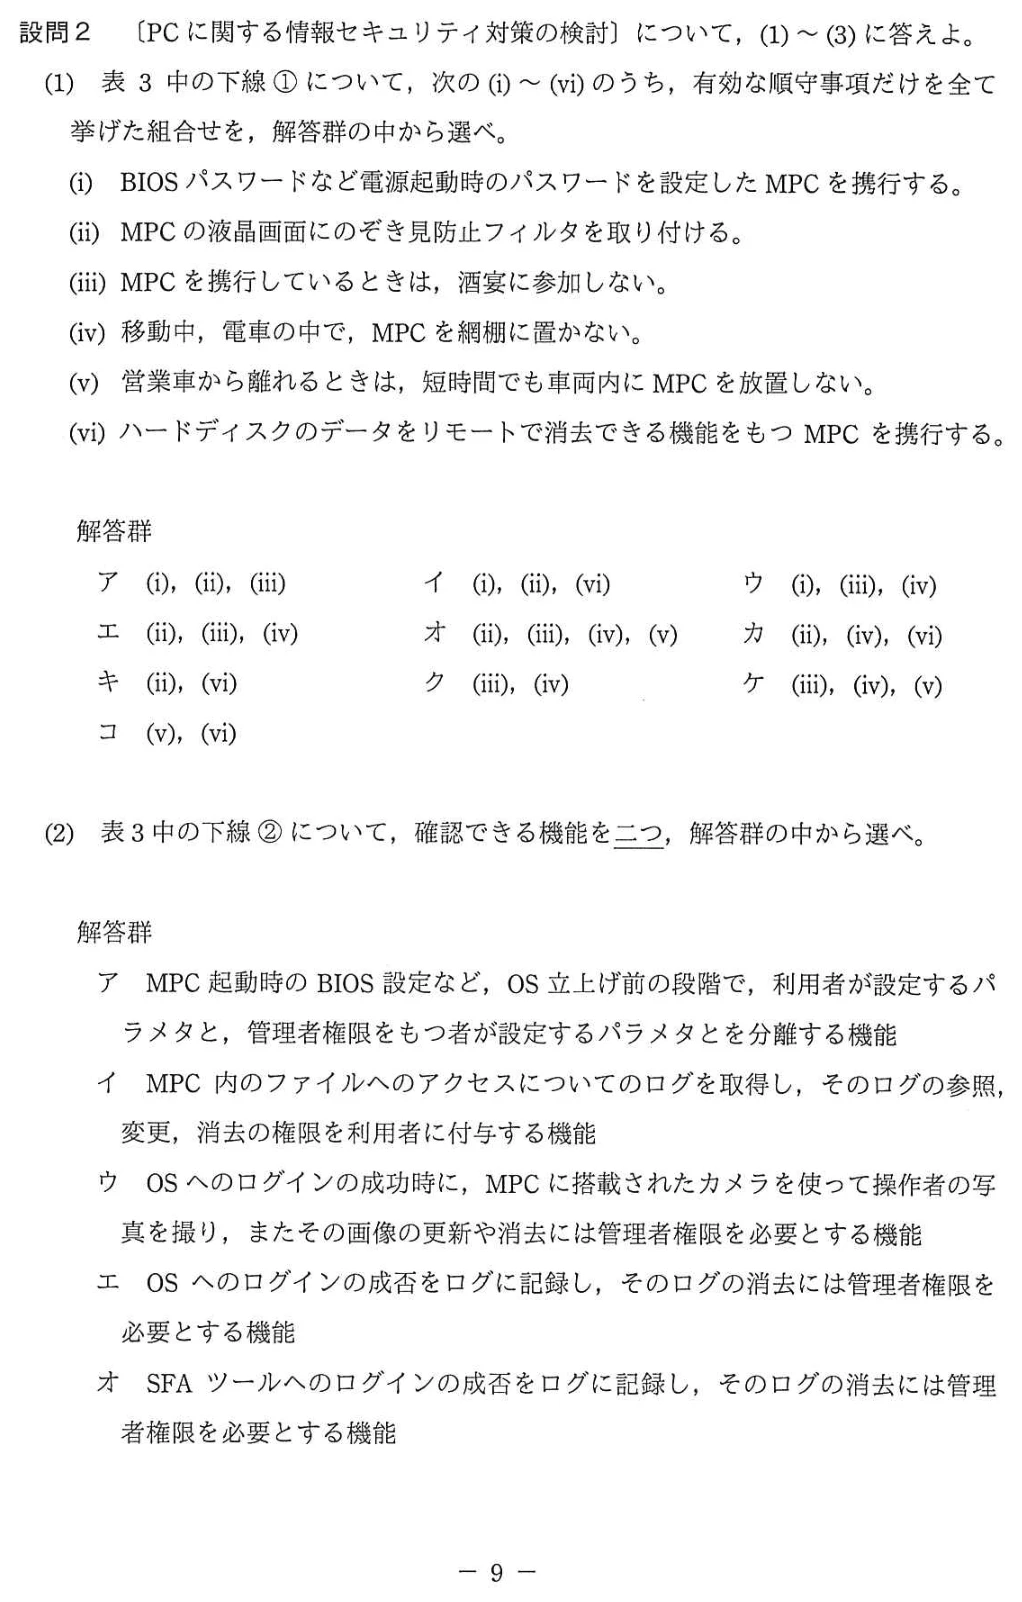 設問2 〔PCに関する情報セキュリティ対策の検討〕について，(1)～(3)に答えよ。
(1) 表3中の下線①について，次の(i)～(vi)のうち，有効な順守事項だけを全て
挙げた組合せを，解答群の中から選べ。
(i) BIOSパスワードなど電源起動時のパスワードを設定したMPCを携行する。
(ii) MPCの液晶画面にのぞき見防止フィルタを取り付ける。
(iii) MPCを携行しているときは，酒宴に参加しない。
(iv) 移動中，電車の中で，MPCを網棚に置かない。
(v) 営業車から離れるときは，短時間でも車両内にMPCを放置しない。
(vi) ハードディスクのデータをリモートで消去できる機能をもつMPCを携行する。
解答群
ア (i)，(ii)，(iii) イ (i)，(ii)，(vi) ウ (i)，(iii)，(iv)
エ (ii)，(iii)，(iv) オ (ii)，(iii)，(iv)，(v) カ (ii)，(iv)，(vi)
キ (ii)，(vi) ク (iii)，(iv) ケ (iii)，(iv)，(v)
コ (v)，(vi)
(2) 表3中の下線②について，確認できる機能を二つ，解答群の中から選べ。
解答群
ア MPC起動時のBIOS設定など，OS立上げ前の段階で，利用者が設定するパ
ラメタと，管理者権限をもつ者が設定するパラメタとを分離する機能
イ MPC内のファイルへのアクセスについてのログを取得し，そのログの参照，
変更，消去の権限を利用者に付与する機能
ウ OSへのログインの成功時に，MPCに搭載されたカメラを使って操作者の写
真を撮り，またその画像の更新や消去には管理者権限を必要とする機能
エ OSへのログインの成否をログに記録し，そのログの消去には管理者権限を
必要とする機能
オ SFAツールへのログインの成否をログに記録し，そのログの消去には管理
者権限を必要とする機能
－ 9 －